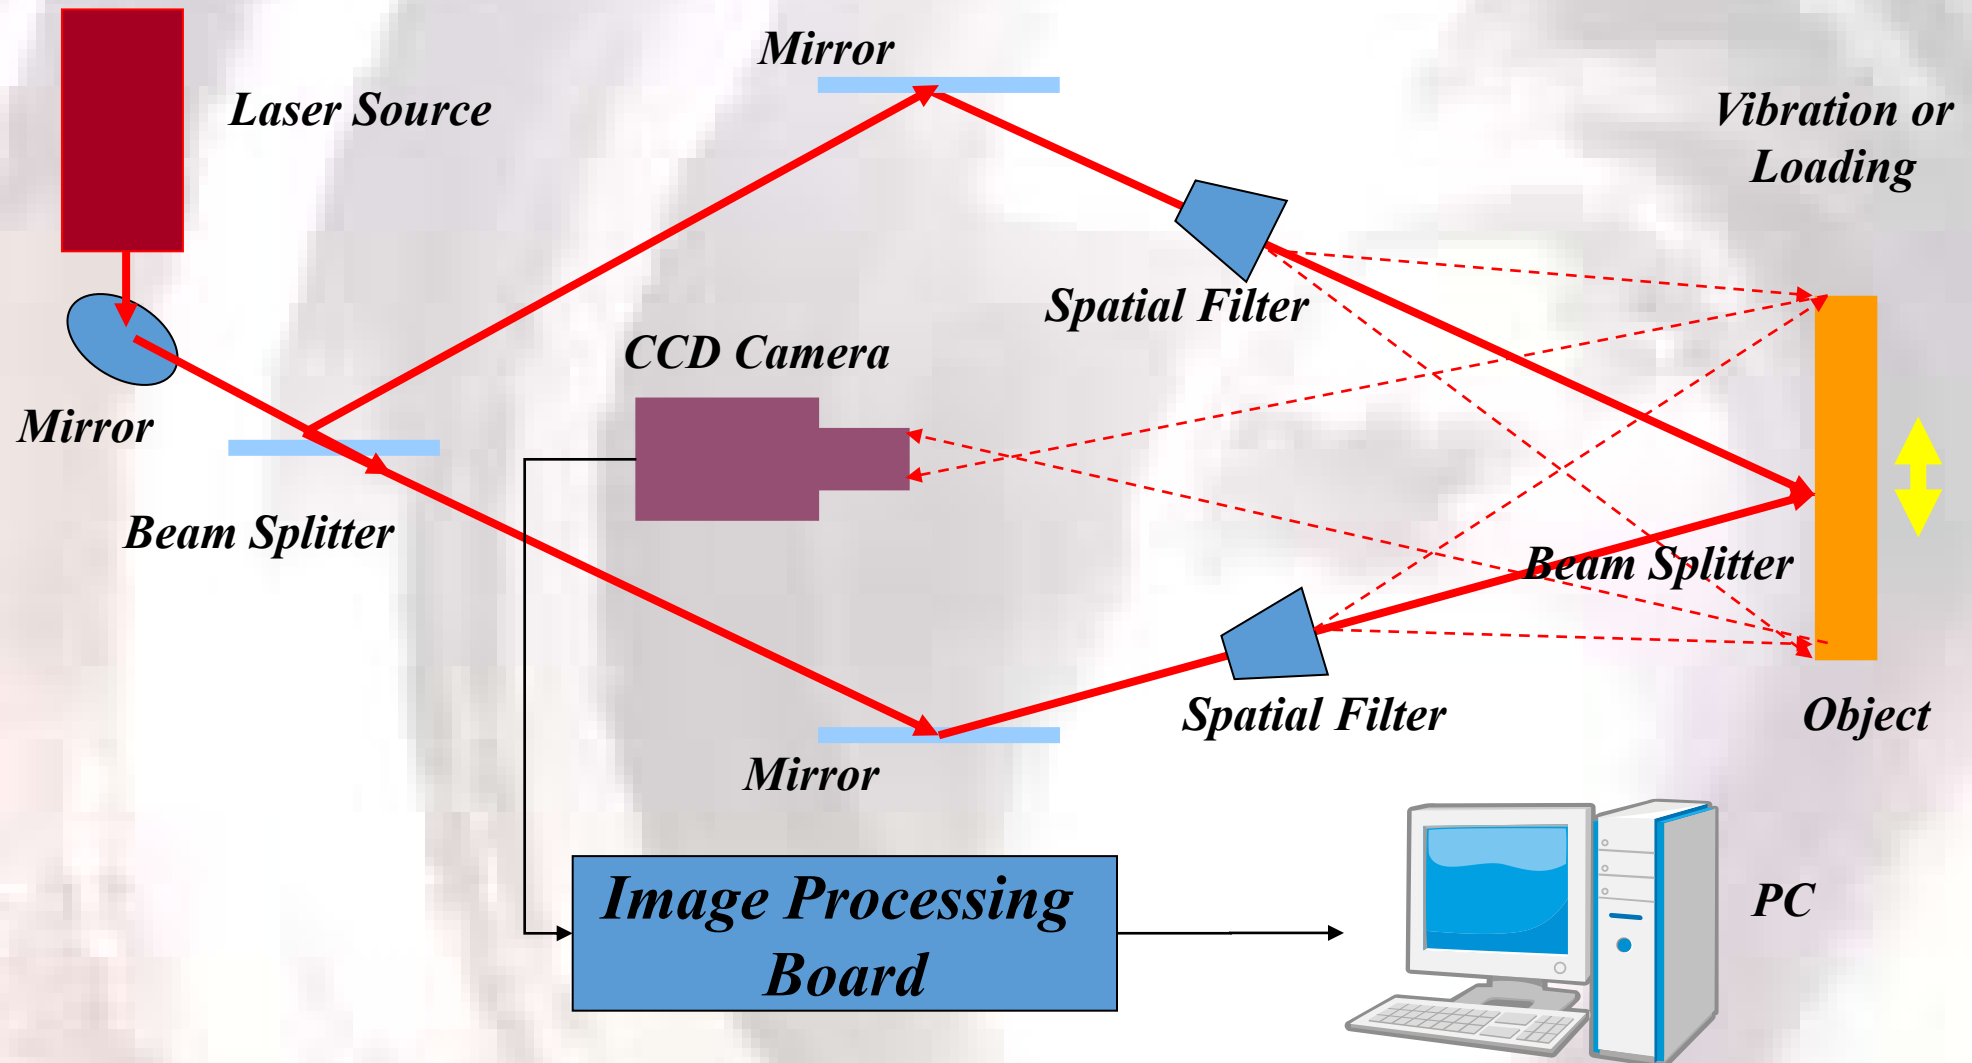 Mirror
Laser Source
Vibration or
Loading
Spatial Filter
CCD Camera
Mirror
Beam Splitter
Beam Splitter
Spatial Filter
Object
Mirror
Image Processing
Board
PC